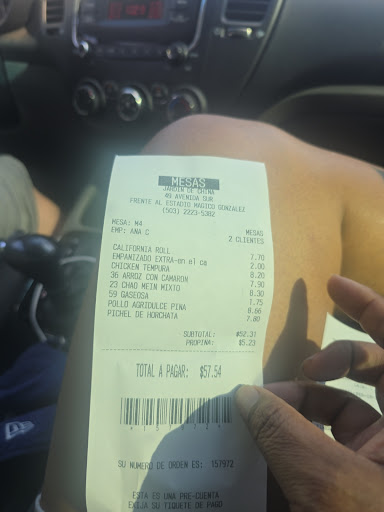 MESAS
JARDIN DE CHINA
49 AVENIDA SUR
FRENTE AL ESTADIO MAGICO GONZALEZ
(503) 2223-5302
MESA: M4 MESAS
EMP: ANA C 2 CLIENTES
CALIFORNIA ROLL 7.70
EMPANIZADO EXTRA-en el ca 2.00
CHICKEN TEMPURA 8.20
36 ARROZ CON CAMARON 7.90
23 CHAO MEIN MIXTO 8.30
59 GASEOSA 1.75
POLLO AGRIDULCE PINA 8.66
PICHEL DE HORCHATA 7.80
SUBTOTAL: $52.31
PROPINA: $5.23
TOTAL A PAGAR: $57.54
SU NUMERO DE ORDEN ES: 157972
ESTA ES UNA PRE-CUENTA
EXIJA SU TIQUETE DE PAGO